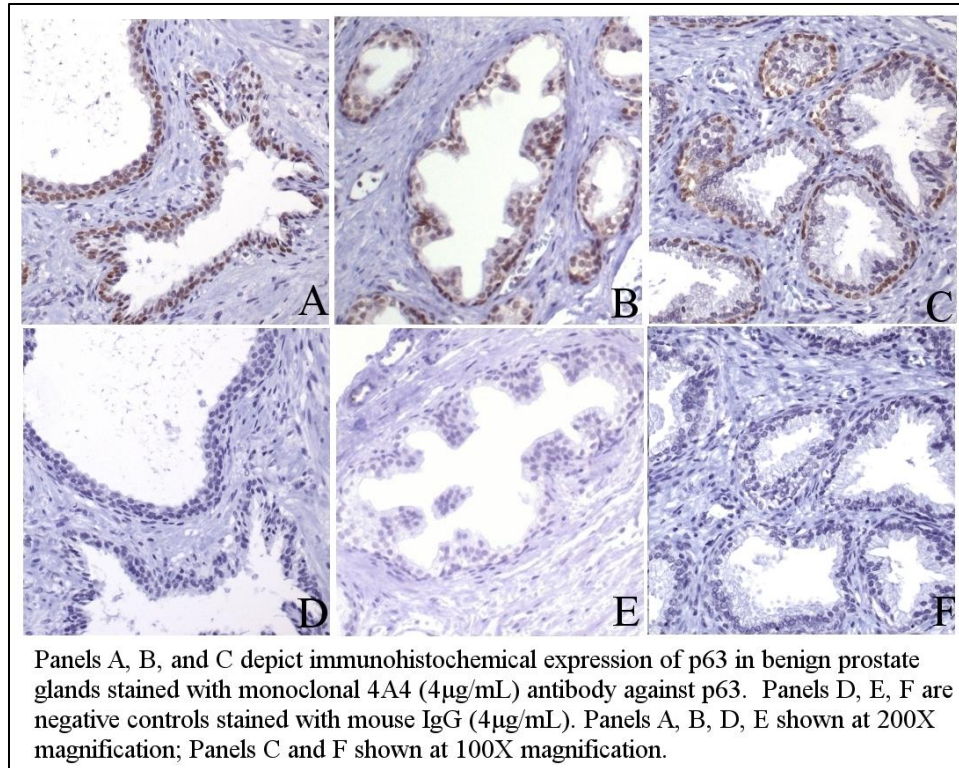 A B C
D E F
Panels A, B, and C depict immunohistochemical expression of p63 in benign prostate
glands stained with monoclonal 4A4 (4μg/mL) antibody against p63. Panels D, E, F are
negative controls stained with mouse IgG (4μg/mL). Panels A, B, D, E shown at 200X
magnification; Panels C and F shown at 100X magnification.